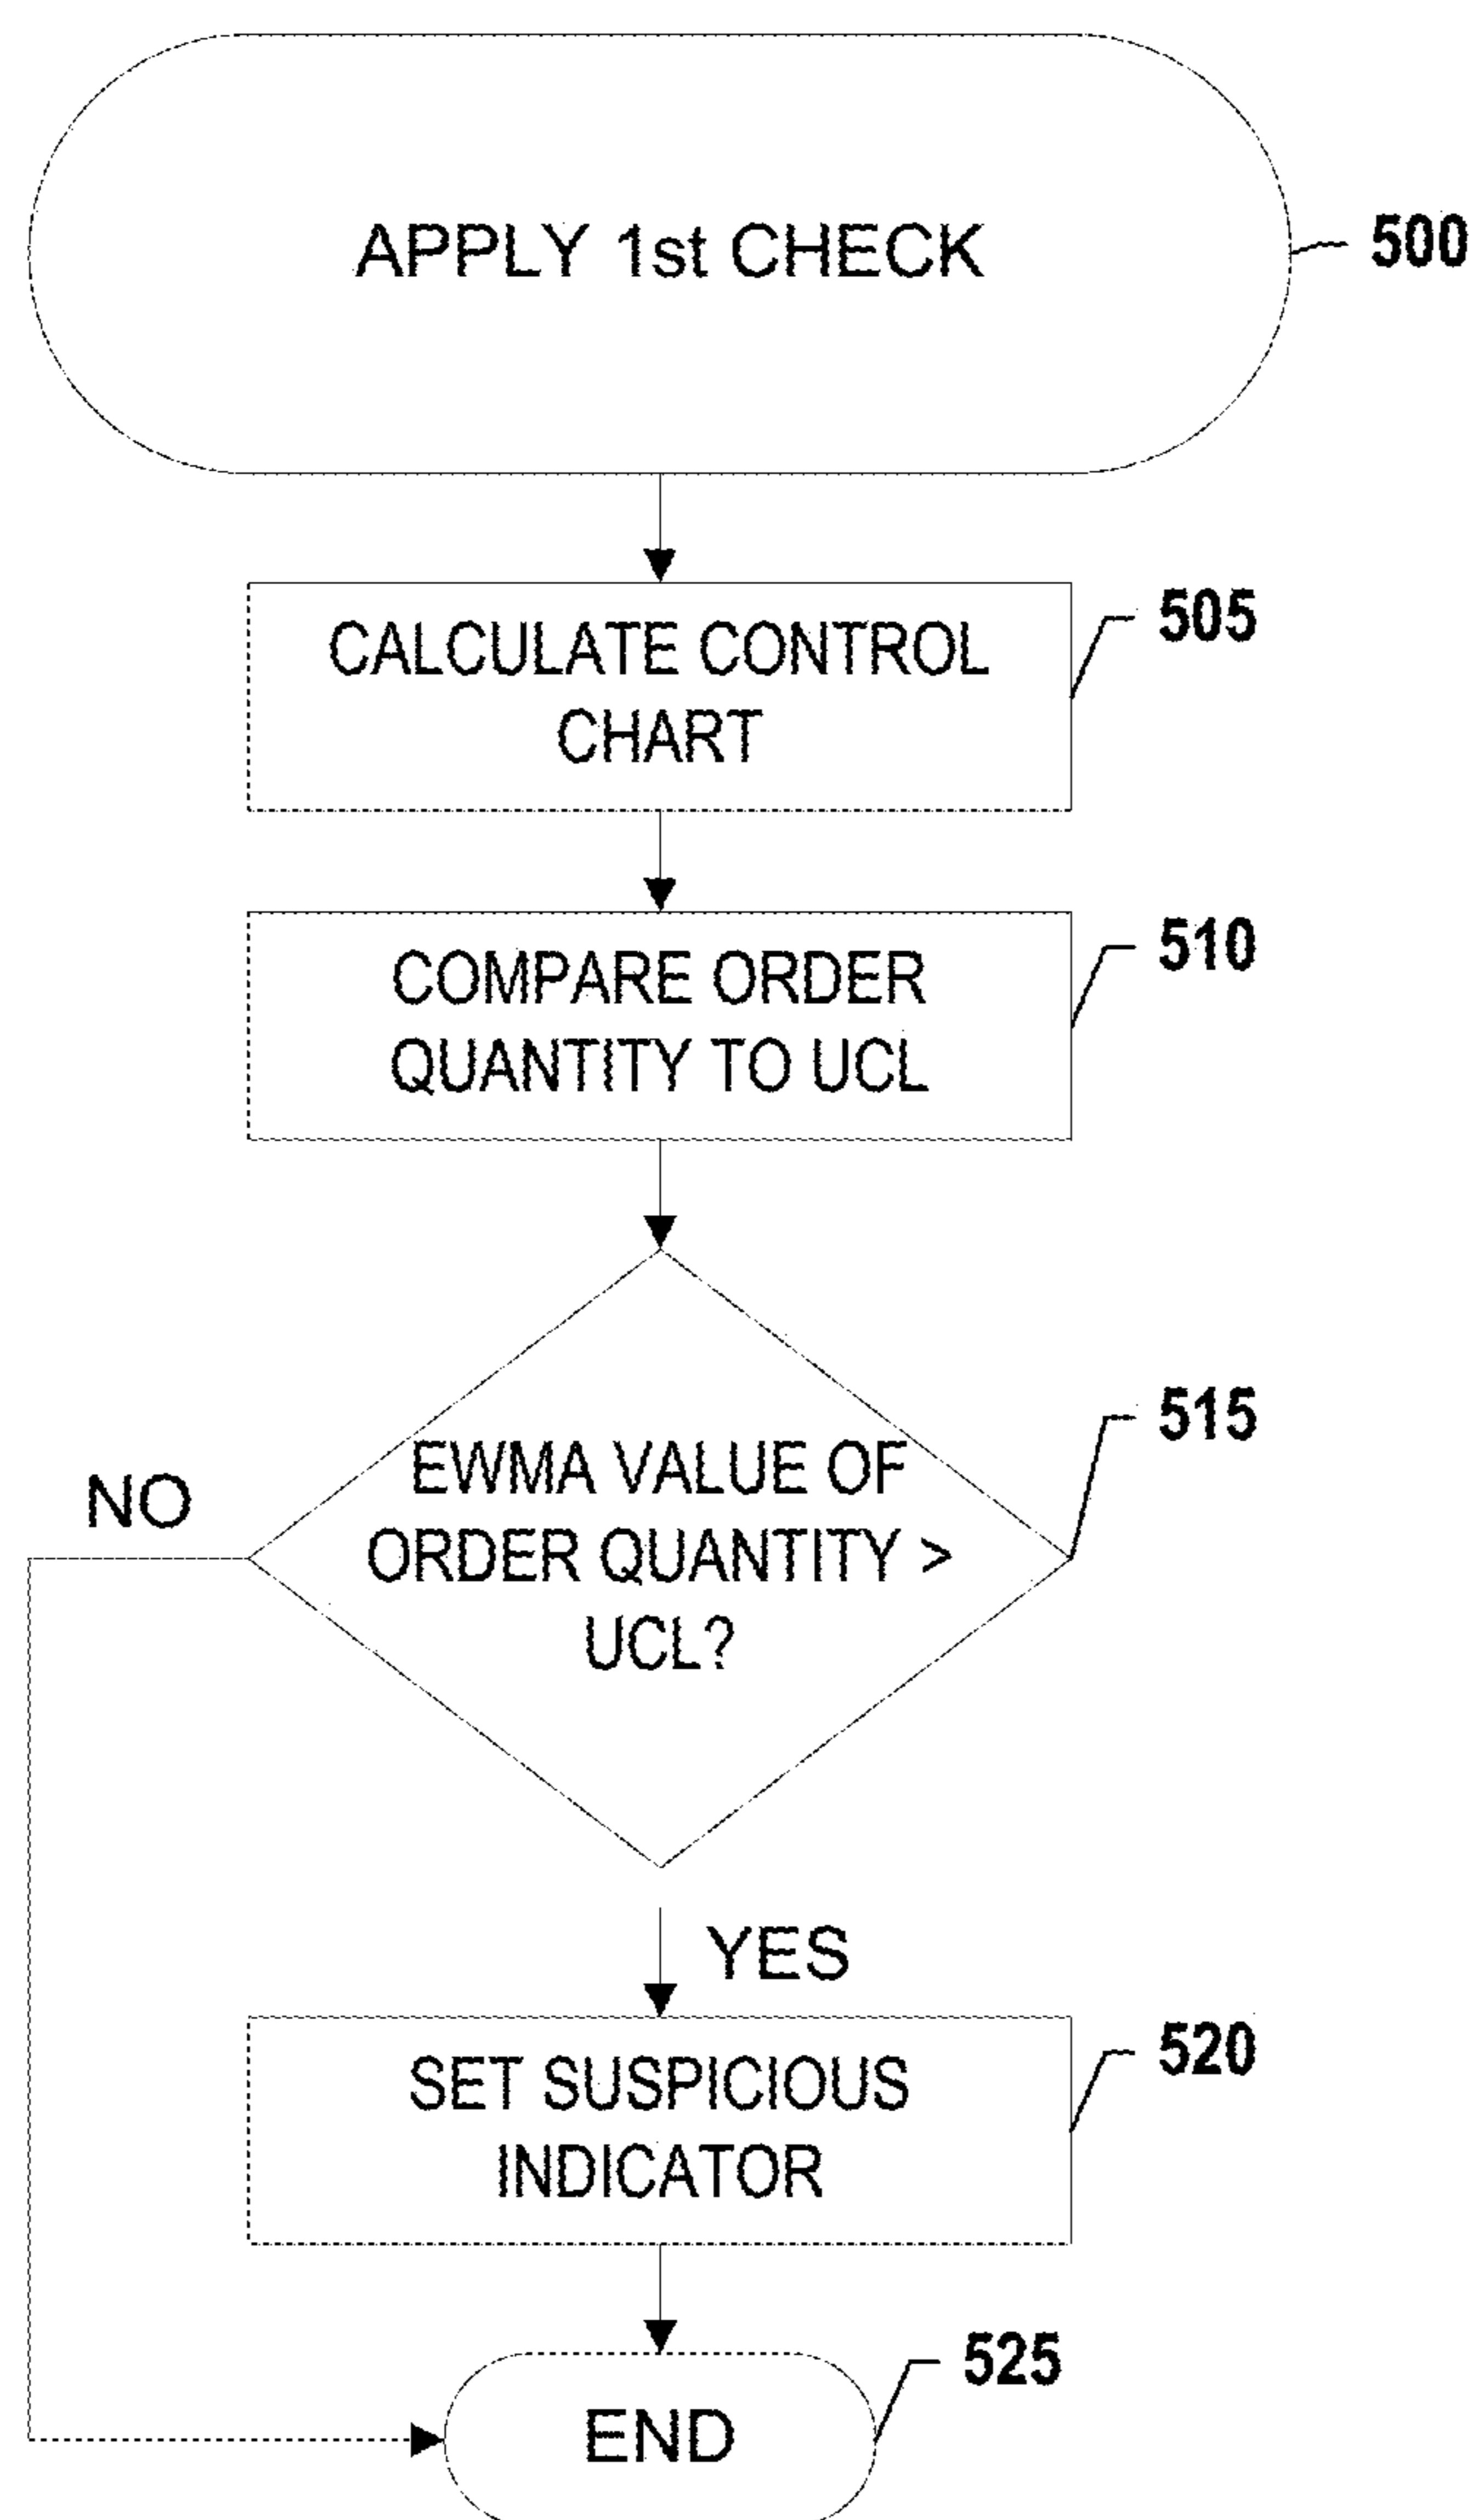 APPLY 1st CHECK
500
CALCULATE CONTROL
CHART
505
COMPARE ORDER
QUANTITY TO UCL
510
EWMA VALUE OF
ORDER QUANTITY >
UCL?
515
NO
YES
SET SUSPICIOUS
INDICATOR
520
END
525